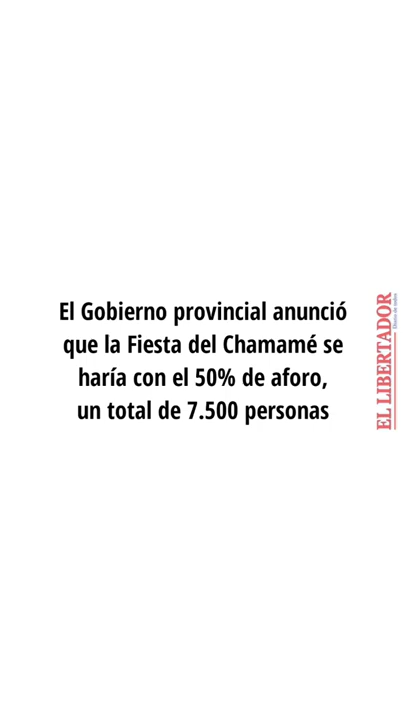 El Gobierno provincial anunció
que la Fiesta del Chamamé se
haría con el 50% de aforo,
un total de 7.500 personas
EL LIBERTADOR